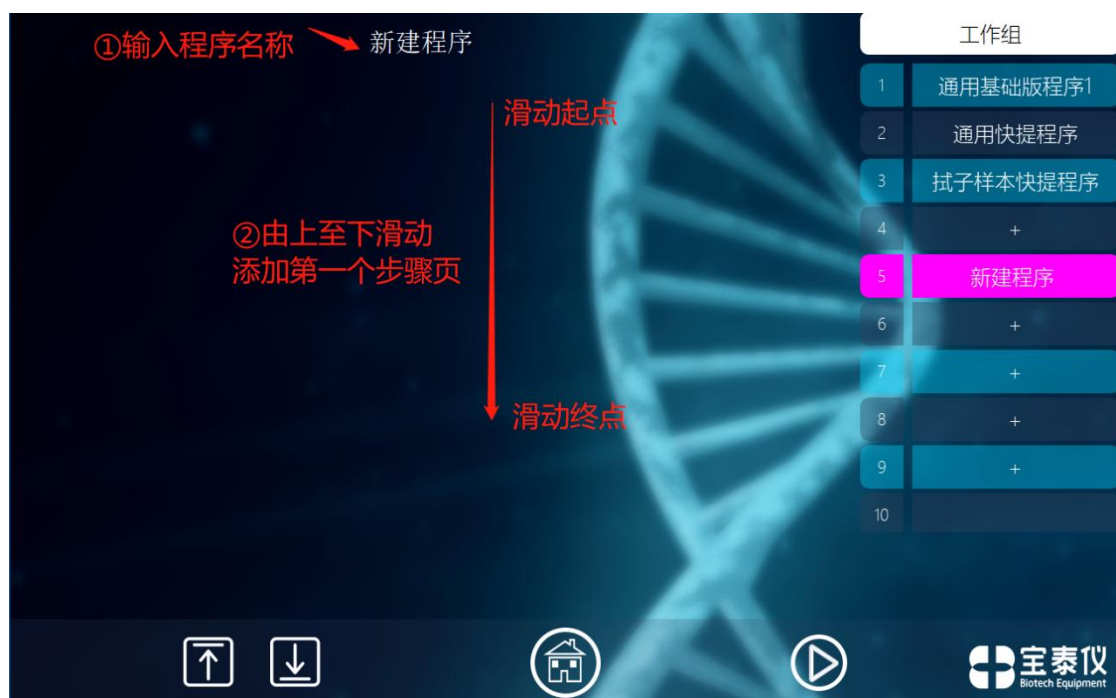 ①输入程序名称
新建程序
滑动起点
②由上至下滑动
添加第一个步骤页
滑动终点
工作组
1 通用基础版程序1
2 通用快提程序
3 拭子样本快提程序
4 +
5 新建程序
6 +
7 +
8 +
9 +
10
宝泰仪
Biotech Equipment